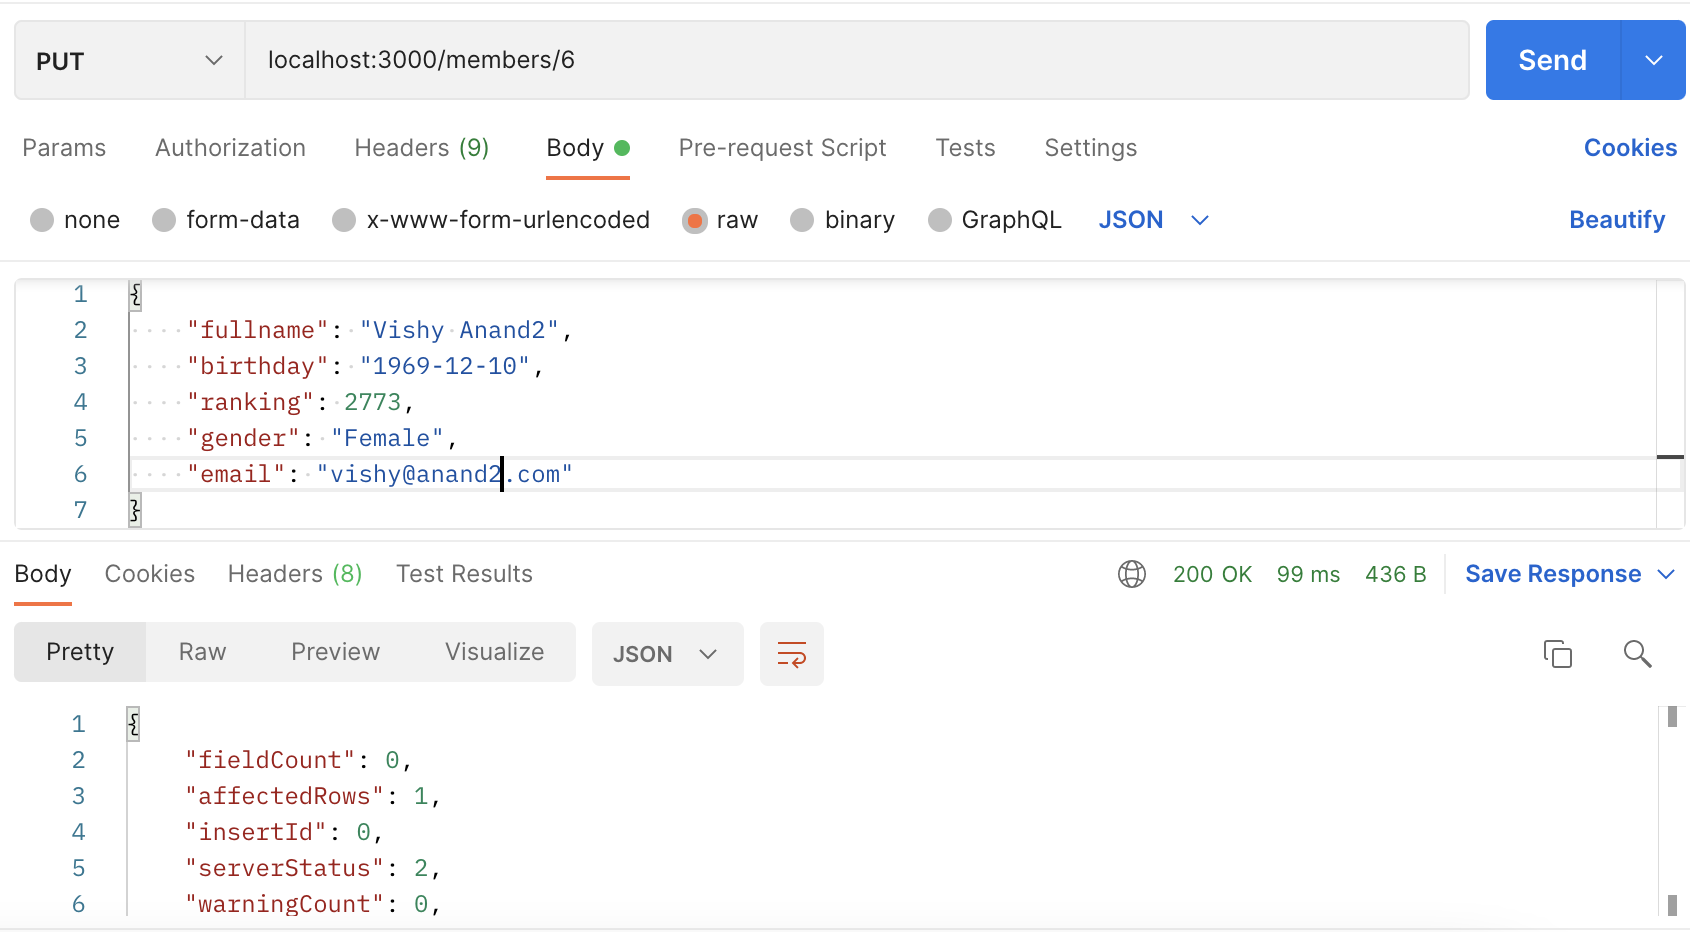 PUT localhost:3000/members/6 Send
Params Authorization Headers (9) Body Pre-request Script Tests Settings Cookies
none form-data x-www-form-urlencoded raw binary GraphQL JSON Beautify
1 {
2 "fullname": "Vishy Anand2",
3 "birthday": "1969-12-10",
4 "ranking": 2773,
5 "gender": "Female",
6 "email": "vishy@anand2.com"
7 }
Body Cookies Headers (8) Test Results 200 OK 99 ms 436 B Save Response
Pretty Raw Preview Visualize JSON
1 {
2 "fieldCount": 0,
3 "affectedRows": 1,
4 "insertId": 0,
5 "serverStatus": 2,
6 "warningCount": 0,